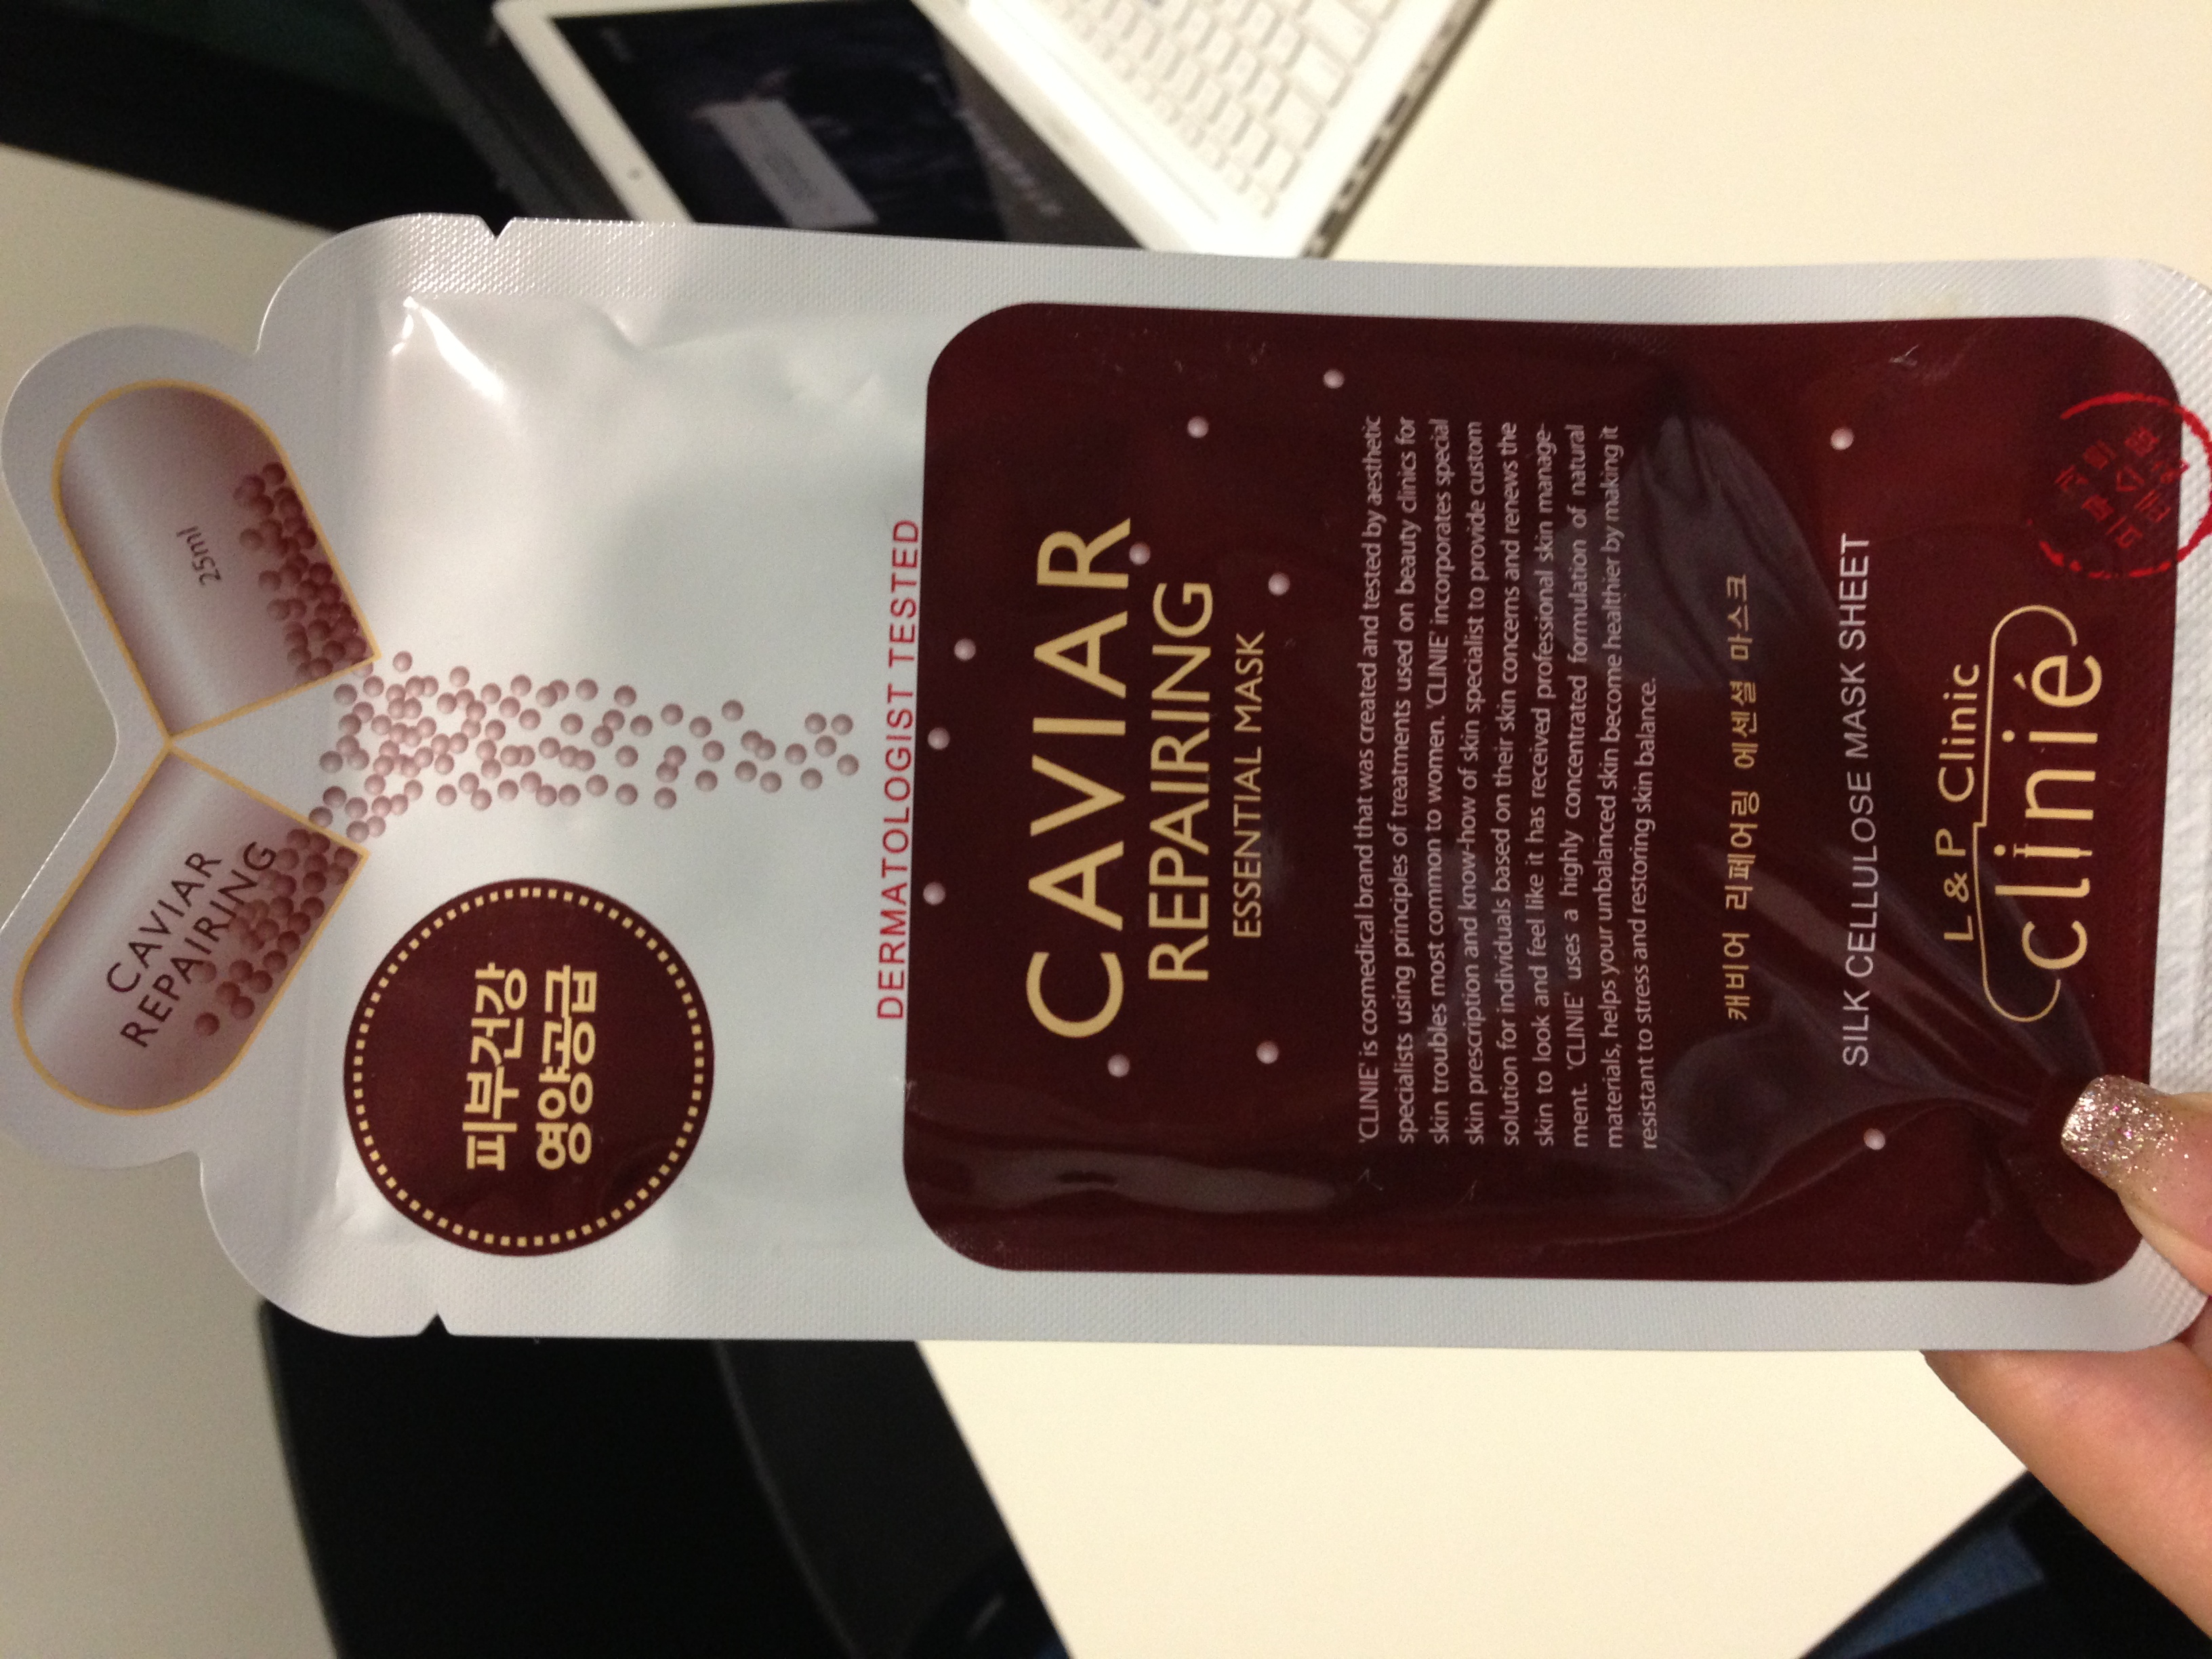 CAVIAR
REPAIRING
25ml
피부건강
영양공급
DERMATOLOGIST TESTED
CAVIAR
REPAIRING
ESSENTIAL MASK
'CLINIE' is cosmedical brand that was created and tested by aesthetic
specialists using principles of treatments used on beauty clinics for
skin troubles most common to women. 'CLINIE' incorporates special
skin prescription and know-how of skin specialist to provide custom
solution for individuals based on their skin concerns and renews the
skin to look and feel like it has received professional skin manage-
ment. 'CLINIE' uses a highly concentrated formulation of natural
materials, helps your unbalanced skin become healthier by making it
resistant to stress and restoring skin balance.
캐비어 리페어링 에센셜 마스크
SILK CELLULOSE MASK SHEET
L & P Clinic
clinié